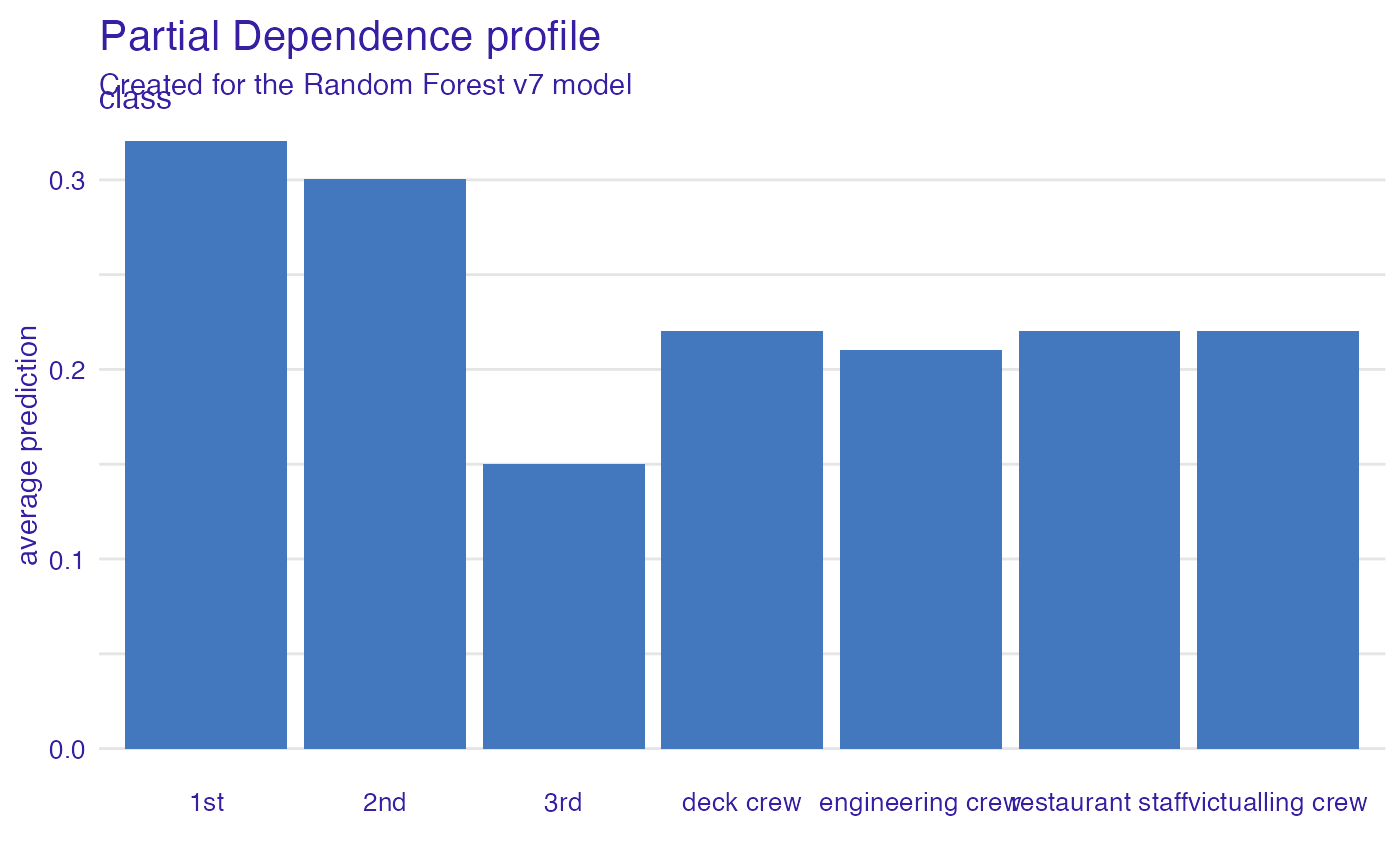 Partial Dependence profile
Created for the Random Forest v7 model
class
average prediction
0.3
0.2
0.1
0.0
1st 2nd 3rd deck crew engineering crew restaurant staff victualling crew